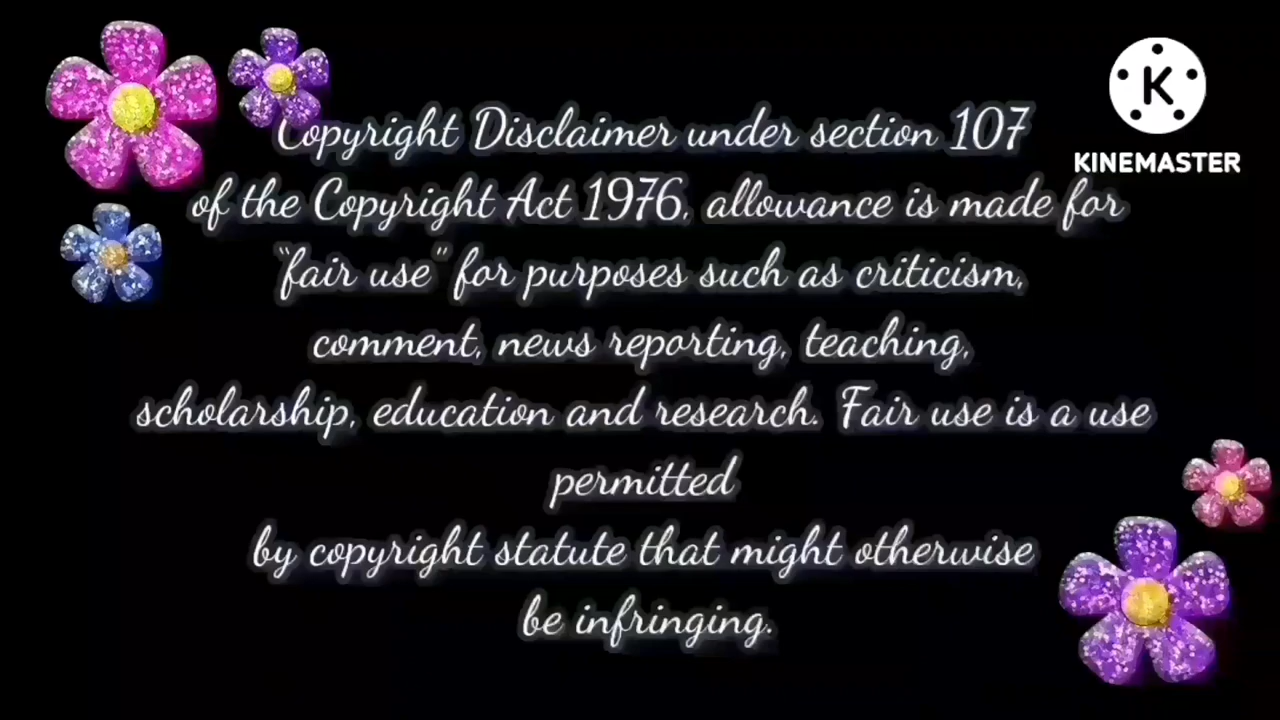 Copyright Disclaimer under section 107
of the Copyright Act 1976, allowance is made for
"fair use" for purposes such as criticism,
comment, news reporting, teaching,
scholarship, education and research. Fair use is a use
permitted
by copyright statute that might otherwise
be infringing.
K
KINEMASTER